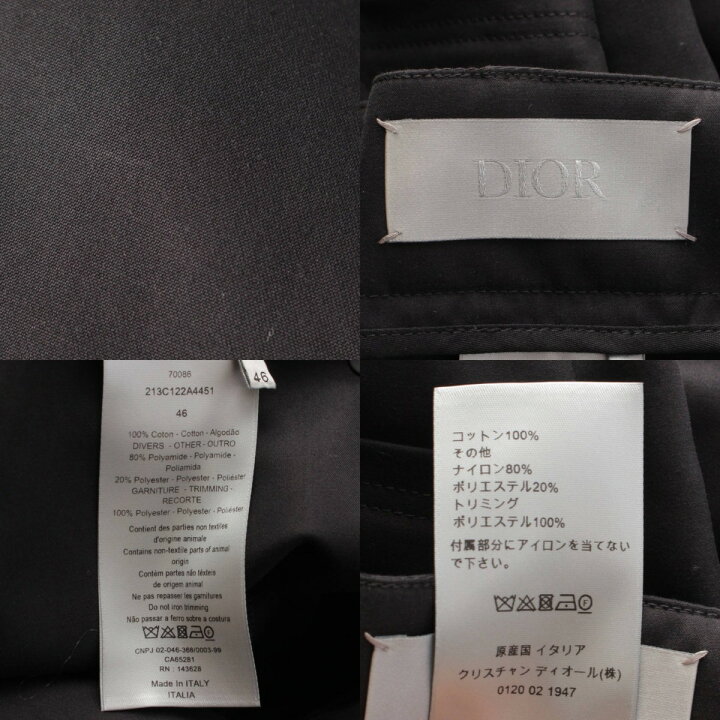 DIOR
70086
213C122A4451
46
46
100% Coton - Cotton - Algodão
DIVERS - OTHER - OUTRO
80% Polyamide - Polyamide -
Poliamida
20% Polyester - Polyester - Poliéster
GARNITURE - TRIMMING -
RECORTE
100% Polyester - Polyester - Poliéster
Contient des parties non textiles
d'origine animale
Contains non-textile parts of animal
origin
Contém partes não têxteis
de origem animal
Ne pas repasser les garnitures
Do not iron trimming
Não passar a ferro sobre a costura
CNPJ 02-046-368/0003-99
CA65281
RN : 143628
Made In ITALY
ITALIA
コットン100%
その他
ナイロン80%
ポリエステル20%
トリミング
ポリエステル100%
付属部分にアイロンを当てない
で下さい。
原産国 イタリア
クリスチャン ディオール(株)
0120 02 1947